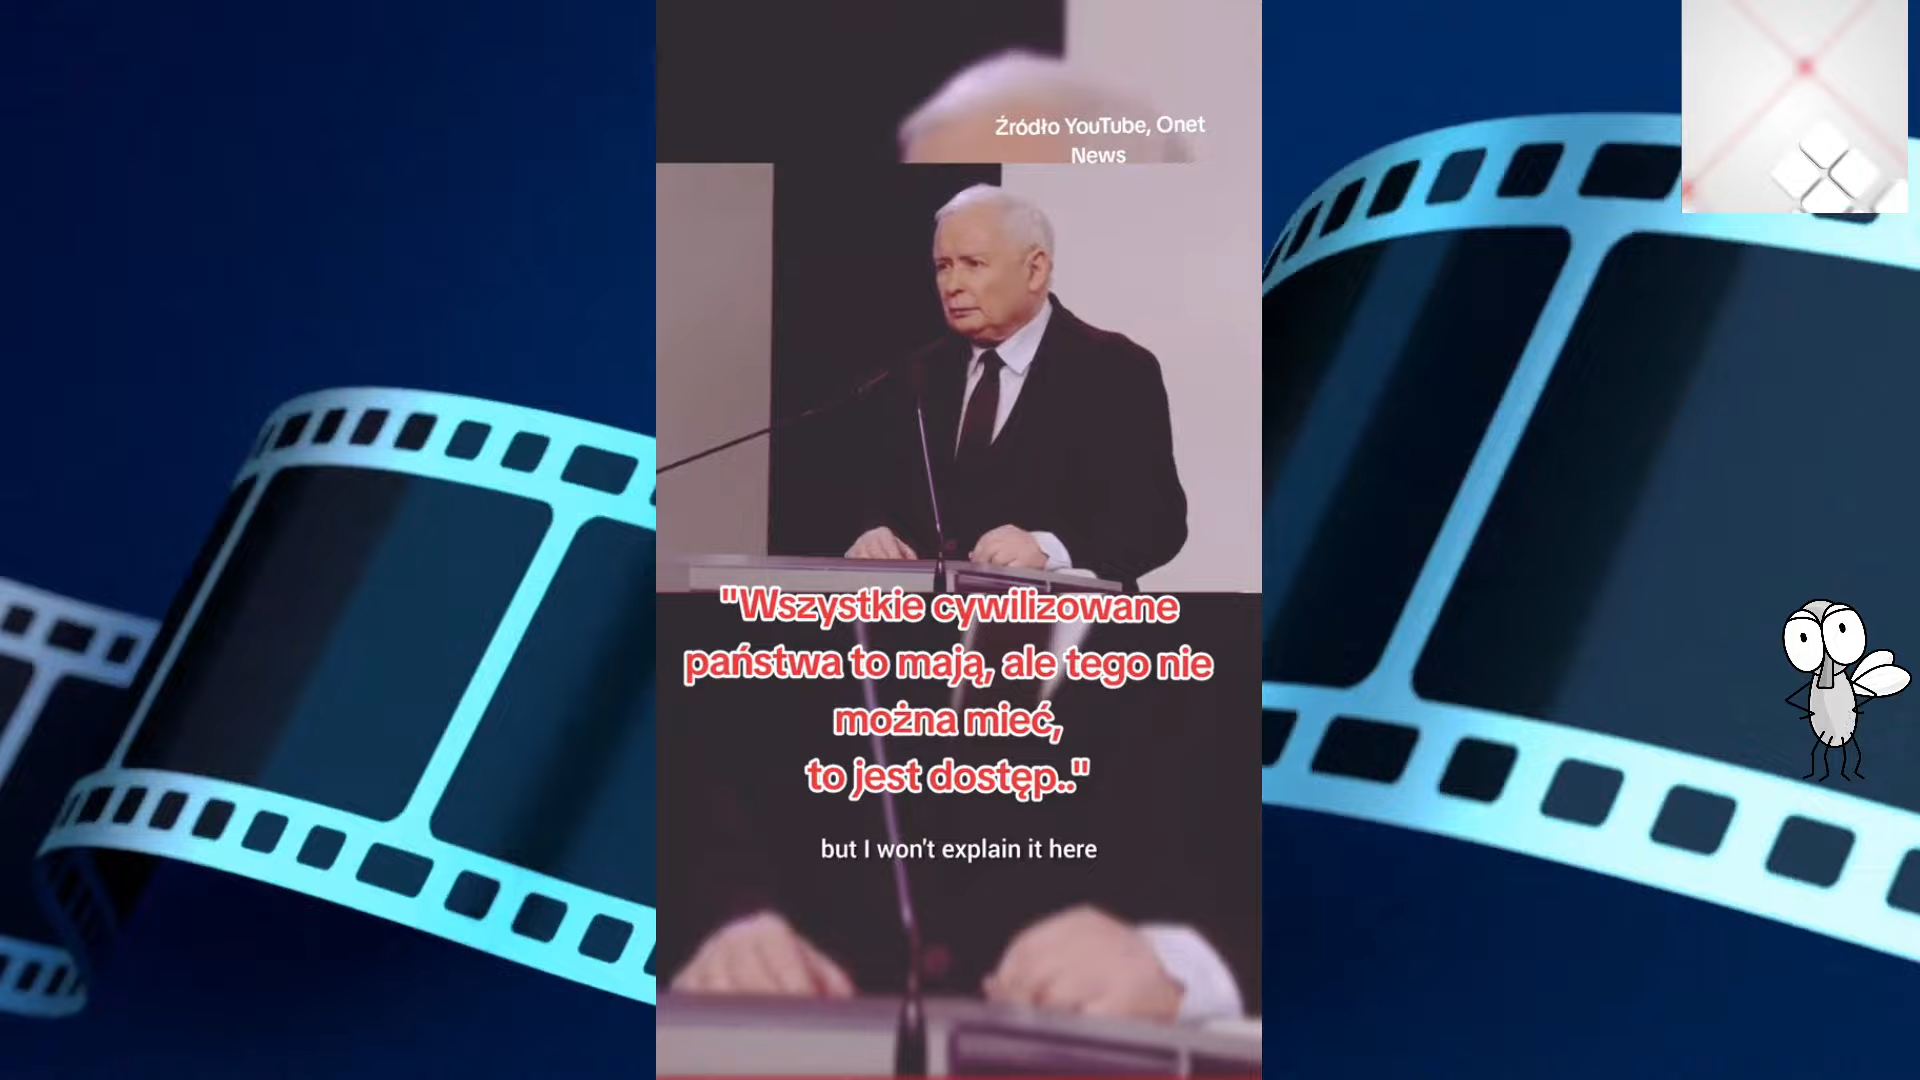 Źródło YouTube, Onet
News
"Wszystkie cywilizowane
państwa to mają, ale tego nie
można mieć,
to jest dostęp.."
but I won't explain it here